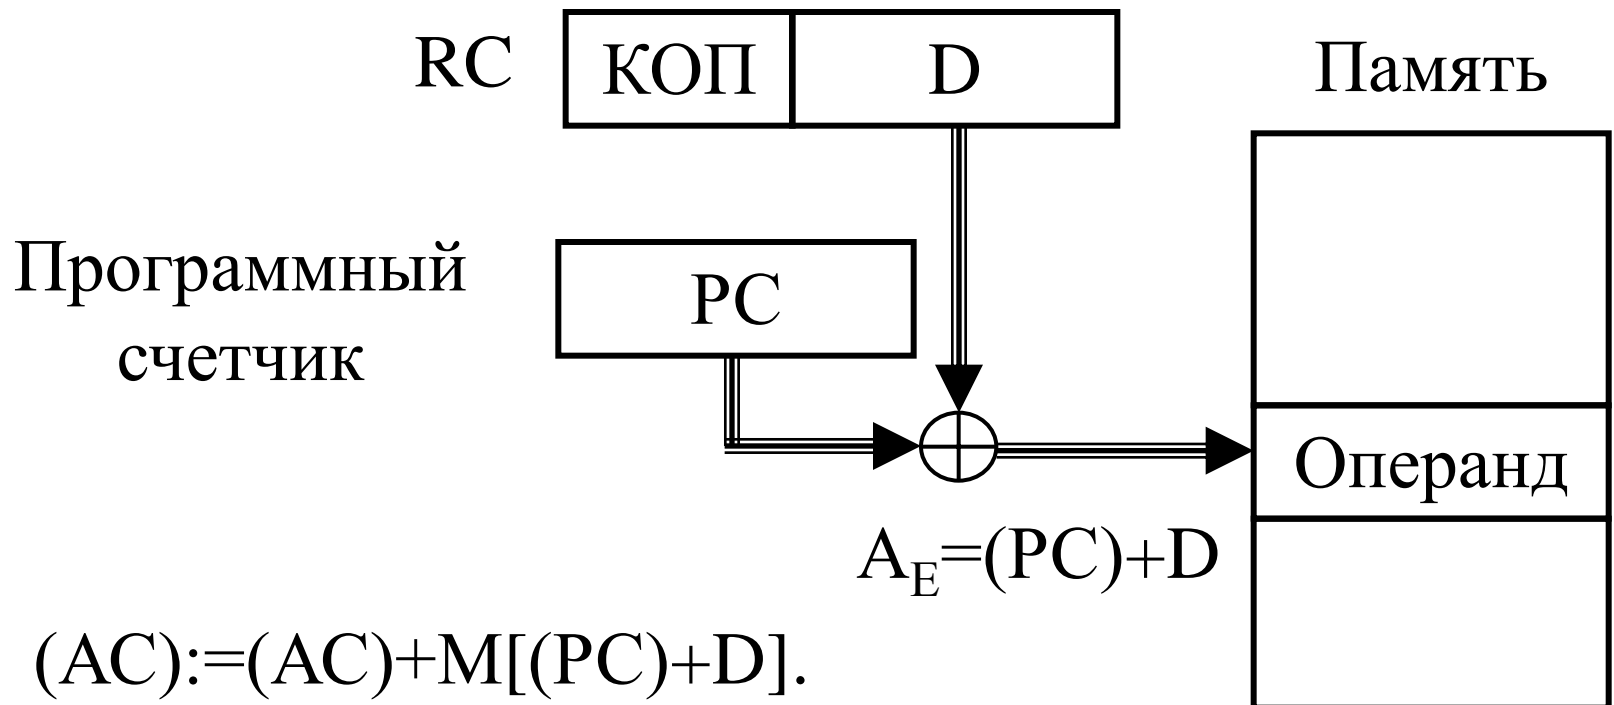 RC
КОП
D
Память
Программный
счетчик
PC
Операнд
A_E=(PC)+D
(AC):=(AC)+M[(PC)+D].